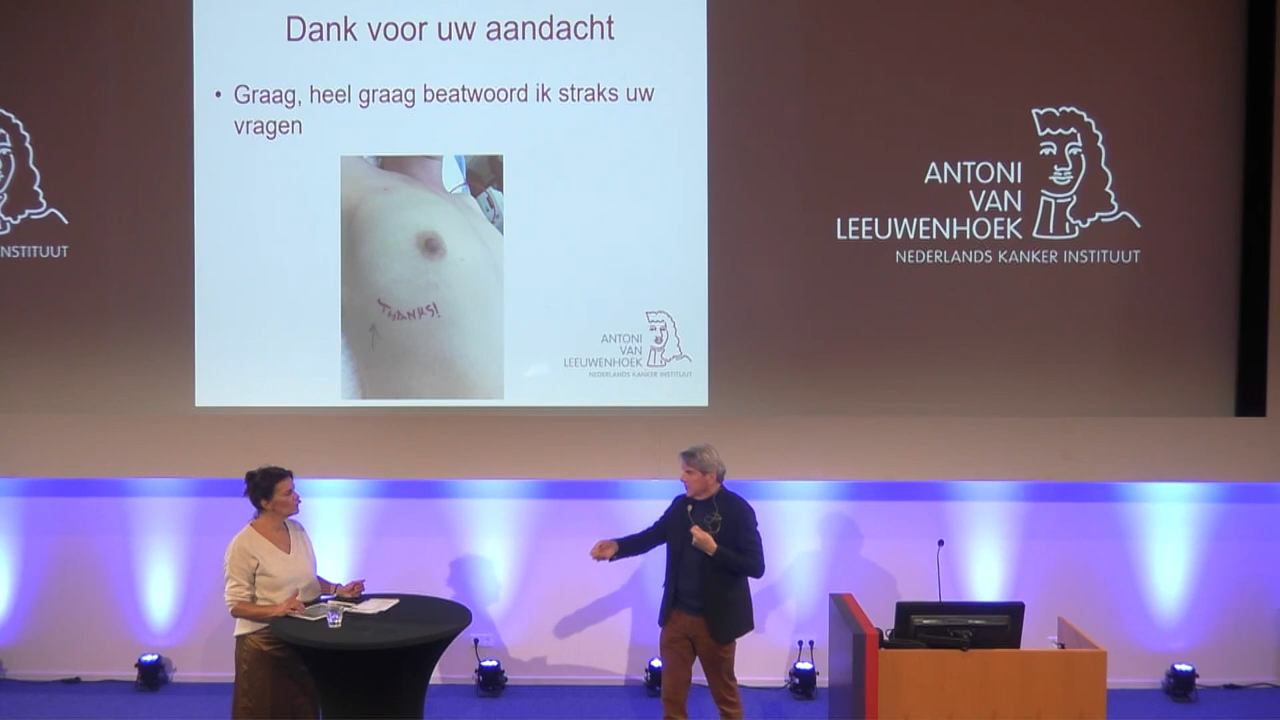 Dank voor uw aandacht
• Graag, heel graag beatwoord ik straks uw
vragen
THANKS!
ANTONI
VAN
LEEUWENHOEK
NEDERLANDS KANKER INSTITUUT
NSTITUUT
ANTONI
VAN
LEEUWENHOEK
NEDERLANDS KANKER INSTITUUT